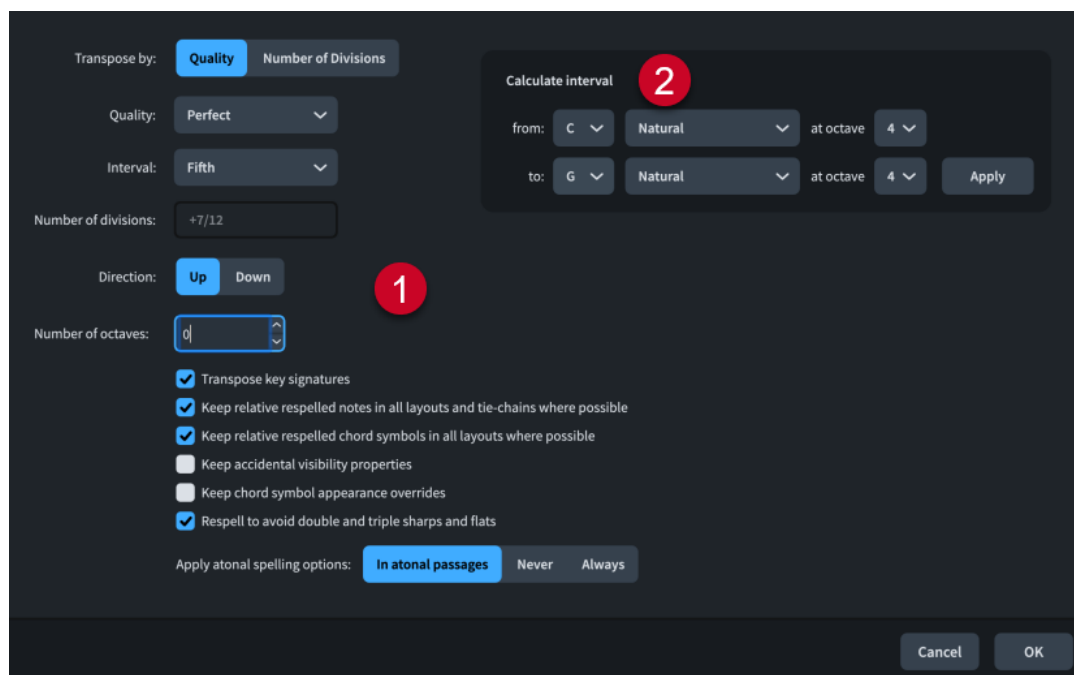 Transpose by: Quality Number of Divisions
Calculate interval 2
Quality: Perfect
from: C Natural at octave 4
Interval: Fifth
to: G Natural at octave 4 Apply
Number of divisions: +7/12
Direction: Up Down
1
Number of octaves: 0
Transpose key signatures
Keep relative respelled notes in all layouts and tie-chains where possible
Keep relative respelled chord symbols in all layouts where possible
Keep accidental visibility properties
Keep chord symbol appearance overrides
Respell to avoid double and triple sharps and flats
Apply atonal spelling options: In atonal passages Never Always
Cancel OK